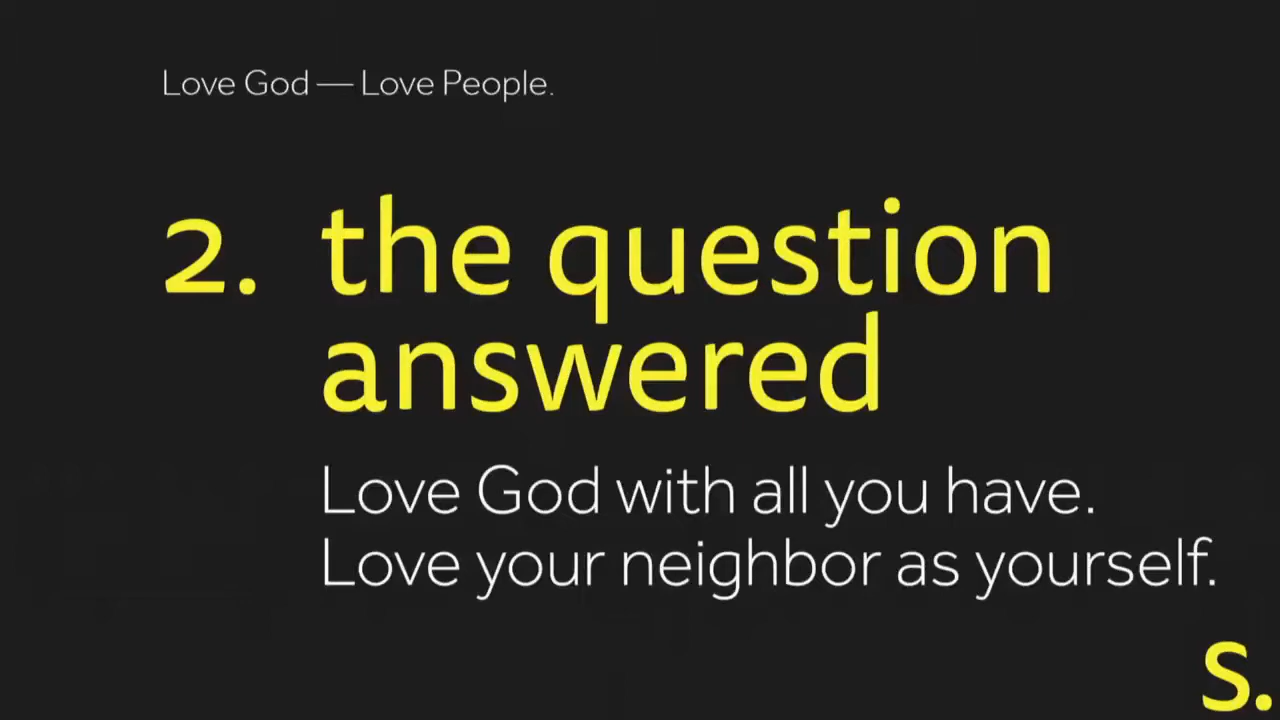 Love God — Love People.
2. the question
answered
Love God with all you have.
Love your neighbor as yourself.
s.